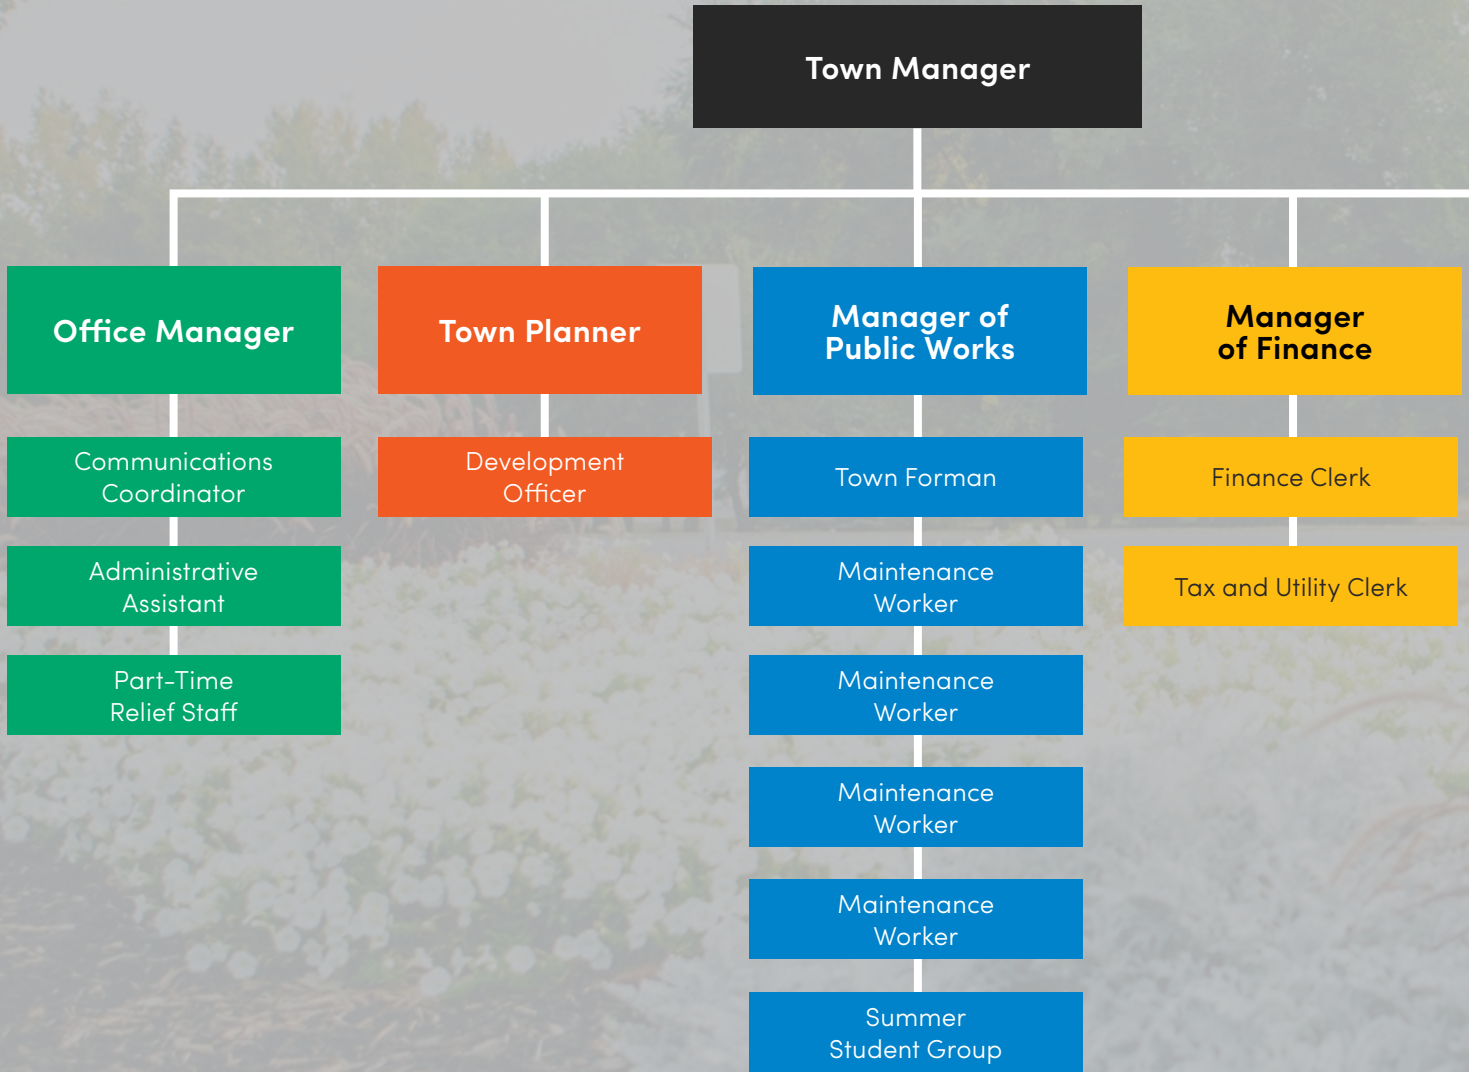 Town Manager
Office Manager
Communications
Coordinator
Administrative
Assistant
Part-Time
Relief Staff
Town Planner
Development
Officer
Manager of
Public Works
Town Forman
Maintenance
Worker
Maintenance
Worker
Maintenance
Worker
Maintenance
Worker
Summer
Student Group
Manager
of Finance
Finance Clerk
Tax and Utility Clerk